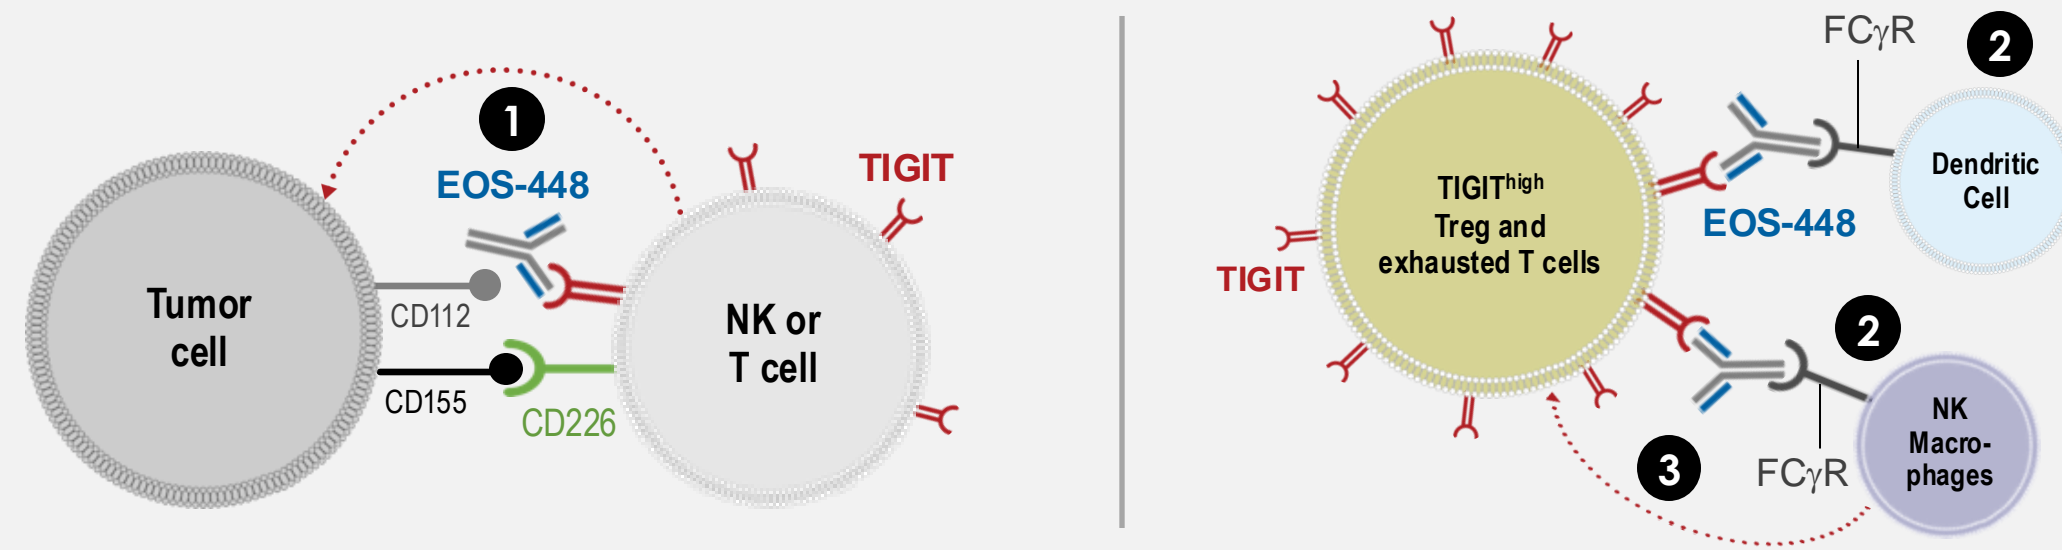 1
EOS-448
TIGIT
Tumor
cell
CD112
CD155
CD226
NK or
T cell
FCγR
2
TIGIThigh
Treg and
exhausted T cells
TIGIT
EOS-448
Dendritic
Cell
2
3
FCγR
NK
Macro-
phages